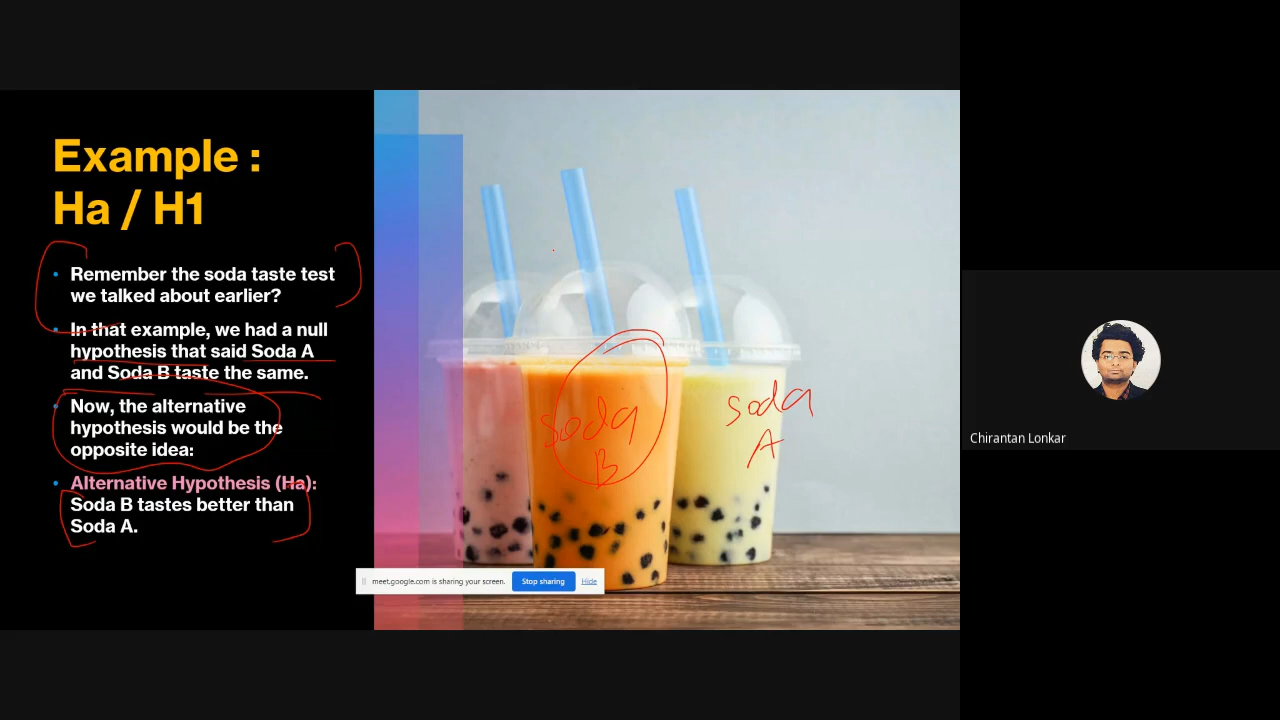 Example :
Ha / H1
Remember the soda taste test
we talked about earlier?
In that example, we had a null
hypothesis that said Soda A
and Soda B taste the same.
Now, the alternative
hypothesis would be the
opposite idea:
Alternative Hypothesis (Ha):
Soda B tastes better than
Soda A.
soda
B
soda
A
meet.google.com is sharing your screen. Stop sharing Hide
Chirantan Lonkar